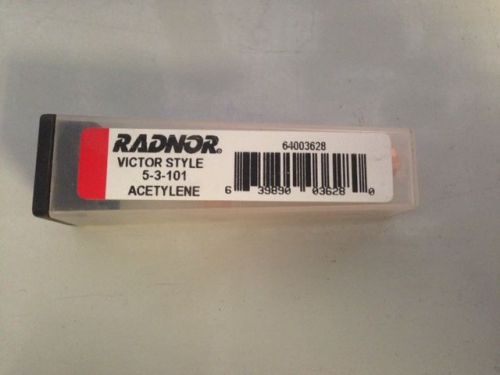 RADNOR®
VICTOR STYLE
5-3-101
ACETYLENE
64003628
6 39890 03628 0